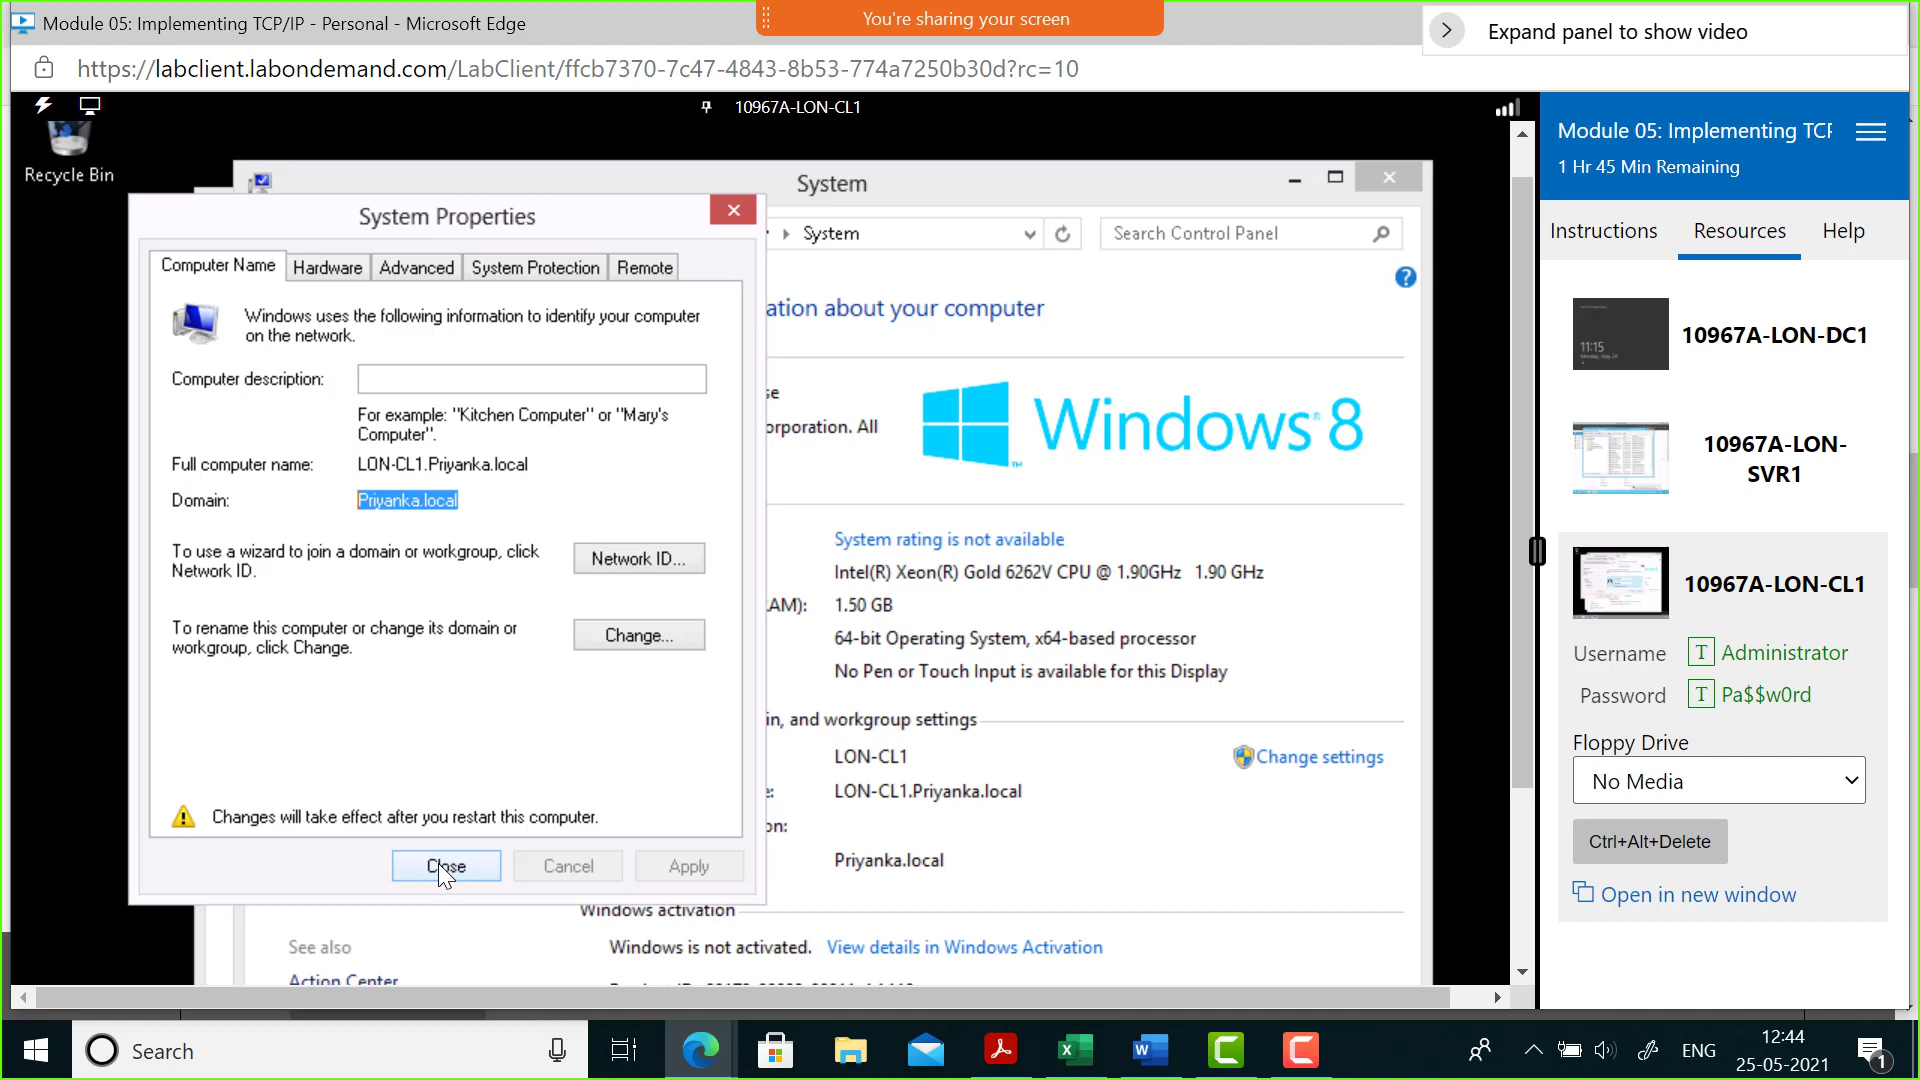 Module 05: Implementing TCP/IP - Personal - Microsoft Edge
You're sharing your screen
Expand panel to show video
https://labclient.labondemand.com/LabClient/ffcb7370-7c47-4843-8b53-774a7250b30d?rc=10
10967A-LON-CL1
Recycle Bin
System
System
Search Control Panel
ation about your computer
se
orporation. All
Windows 8
System rating is not available
Intel(R) Xeon(R) Gold 6262V CPU @ 1.90GHz 1.90 GHz
AM): 1.50 GB
64-bit Operating System, x64-based processor
No Pen or Touch Input is available for this Display
in, and workgroup settings
LON-CL1
Change settings
e: LON-CL1.Priyanka.local
on:
Priyanka.local
Windows activation
Windows is not activated. View details in Windows Activation
See also
Action Center
System Properties
Computer Name
Hardware
Advanced
System Protection
Remote
Windows uses the following information to identify your computer
on the network.
Computer description:
For example: "Kitchen Computer" or "Mary's
Computer".
Full computer name: LON-CL1.Priyanka.local
Domain: Priyanka.local
To use a wizard to join a domain or workgroup, click
Network ID.
Network ID...
To rename this computer or change its domain or
workgroup, click Change.
Change...
Changes will take effect after you restart this computer.
Close
Cancel
Apply
Module 05: Implementing TCP
1 Hr 45 Min Remaining
Instructions
Resources
Help
11:15
10967A-LON-DC1
10967A-LON-
SVR1
10967A-LON-CL1
Username T Administrator
Password T Pa$$w0rd
Floppy Drive
No Media
Ctrl+Alt+Delete
Open in new window
Search
ENG
12:44
25-05-2021
1